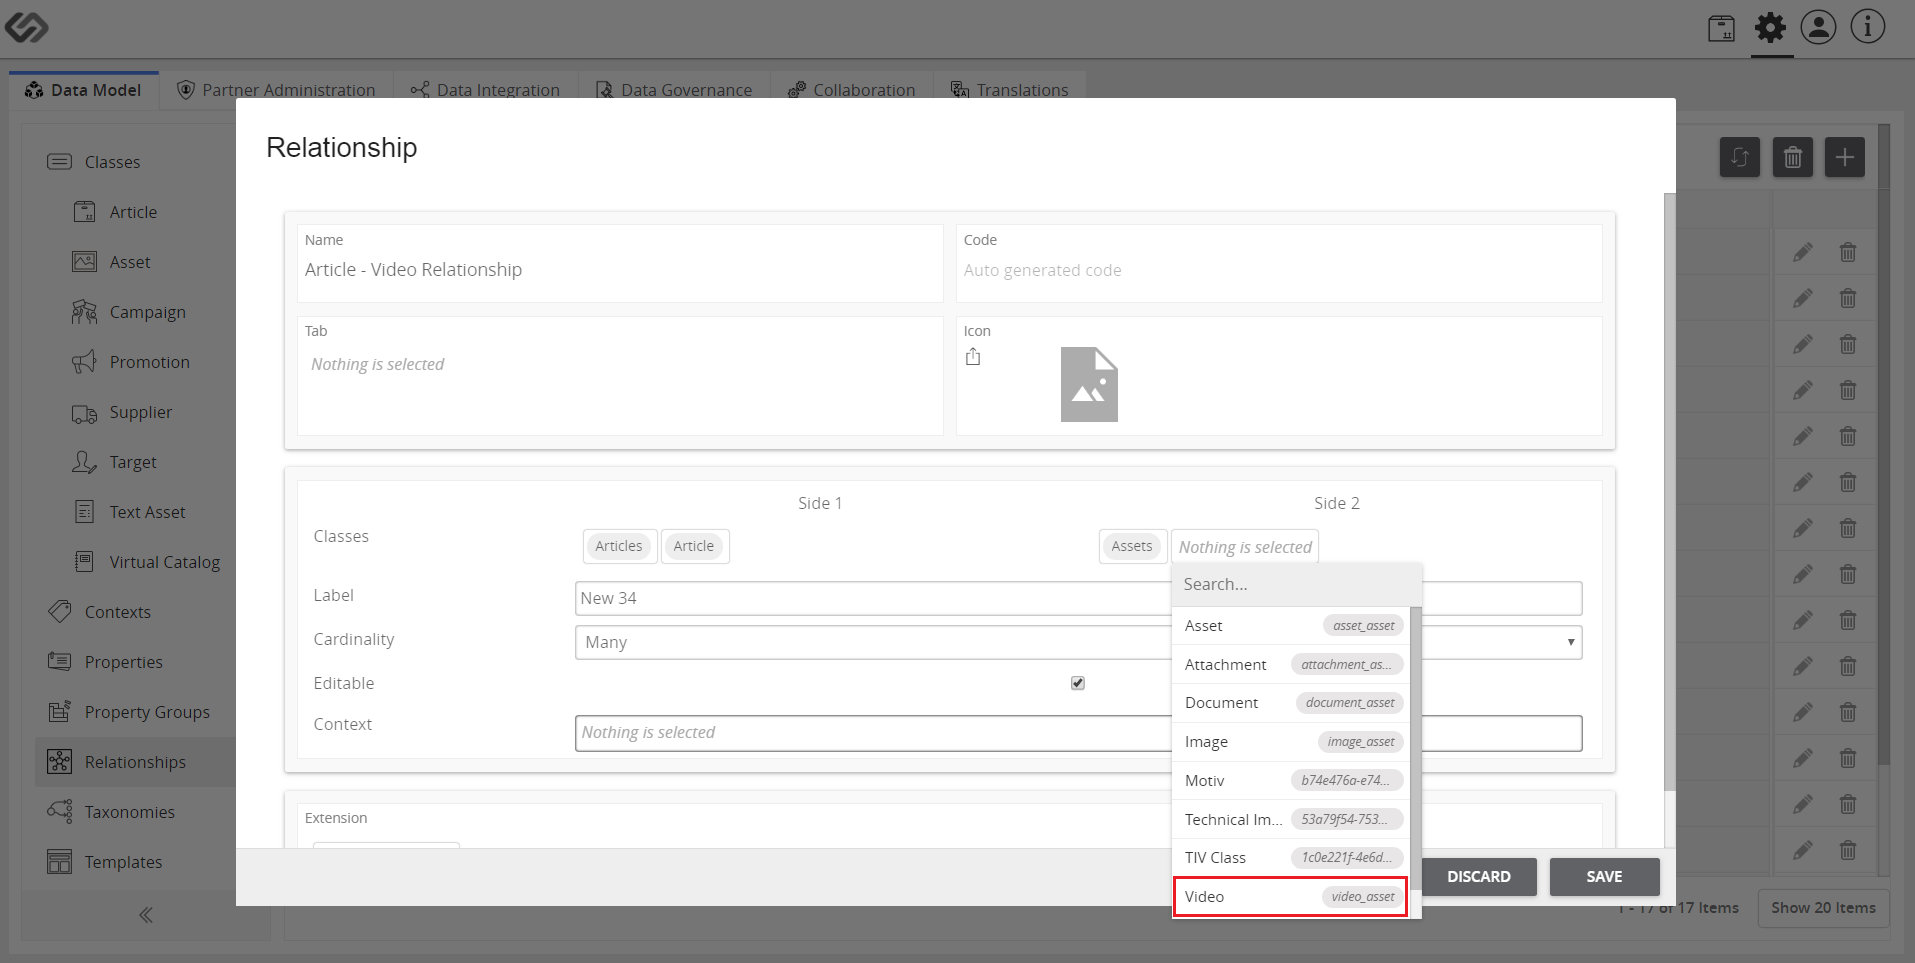 Data Model
Partner Administration
Data Integration
Data Governance
Collaboration
Translations
Classes
Article
Asset
Campaign
Promotion
Supplier
Target
Text Asset
Virtual Catalog
Contexts
Properties
Property Groups
Relationships
Taxonomies
Templates
Relationship
Name
Article - Video Relationship
Code
Auto generated code
Tab
Nothing is selected
Icon
Side 1
Side 2
Classes
Articles
Article
Assets
Nothing is selected
Label
New 34
Cardinality
Many
Editable
Context
Nothing is selected
Search...
Asset asset_asset
Attachment attachment_as...
Document document_asset
Image image_asset
Motiv b74e476a-e74...
Technical Im... 53a79f54-753...
TIV Class 1c0e221f-4e6d...
Video video_asset
Extension
DISCARD
SAVE
1 - 17 of 17 Items
Show 20 Items